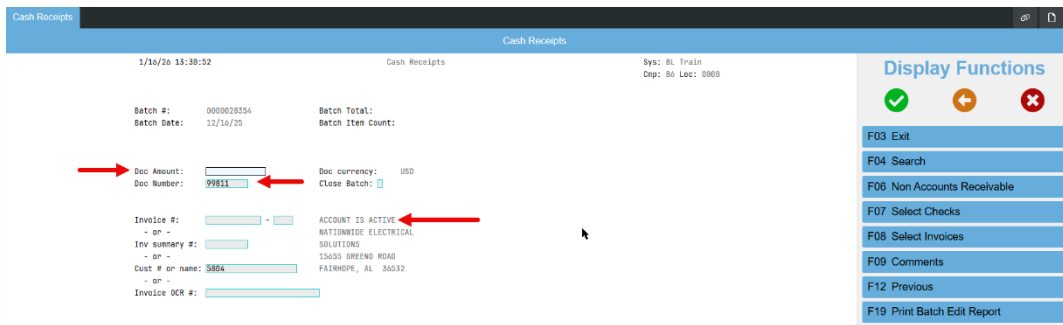 Cash Receipts
Cash Receipts
1/16/26 13:30:52 Cash Receipts Sys: BL Train
Cmp: B6 Loc: 0000
Batch #: 0000028354 Batch Total:
Batch Date: 12/16/25 Batch Item Count:
Doc Amount: Doc currency: USD
Doc Number: 99811 Close Batch:
Invoice #: - ACCOUNT IS ACTIVE
- or - NATIONWIDE ELECTRICAL
Inv summary #: SOLUTIONS
- or - 15655 GREENO ROAD
Cust # or name: 5804 FAIRHOPE, AL 36532
- or -
Invoice OCR #:
Display Functions
F03 Exit
F04 Search
F06 Non Accounts Receivable
F07 Select Checks
F08 Select Invoices
F09 Comments
F12 Previous
F19 Print Batch Edit Report